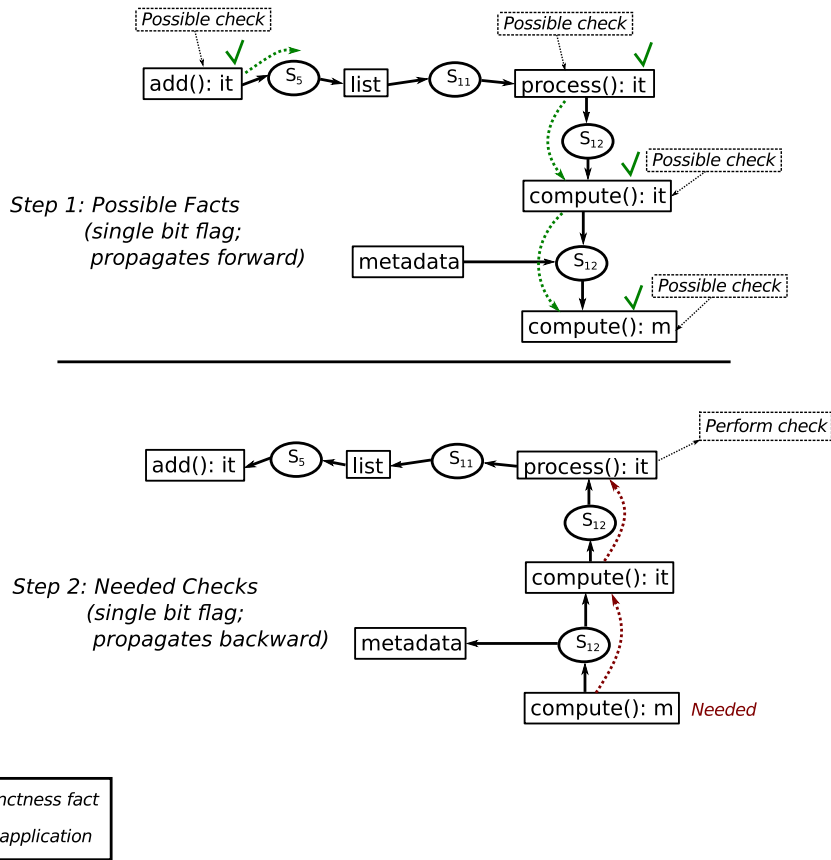 Possible check
Possible check
add(): it
S5
list
S11
process(): it
S12
Possible check
compute(): it
Step 1: Possible Facts
(single bit flag;
propagates forward)
metadata
S12
Possible check
compute(): m
Perform check
add(): it
S5
list
S11
process(): it
S12
compute(): it
Step 2: Needed Checks
(single bit flag;
propagates backward)
metadata
S12
compute(): m
Needed
nctness fact
application